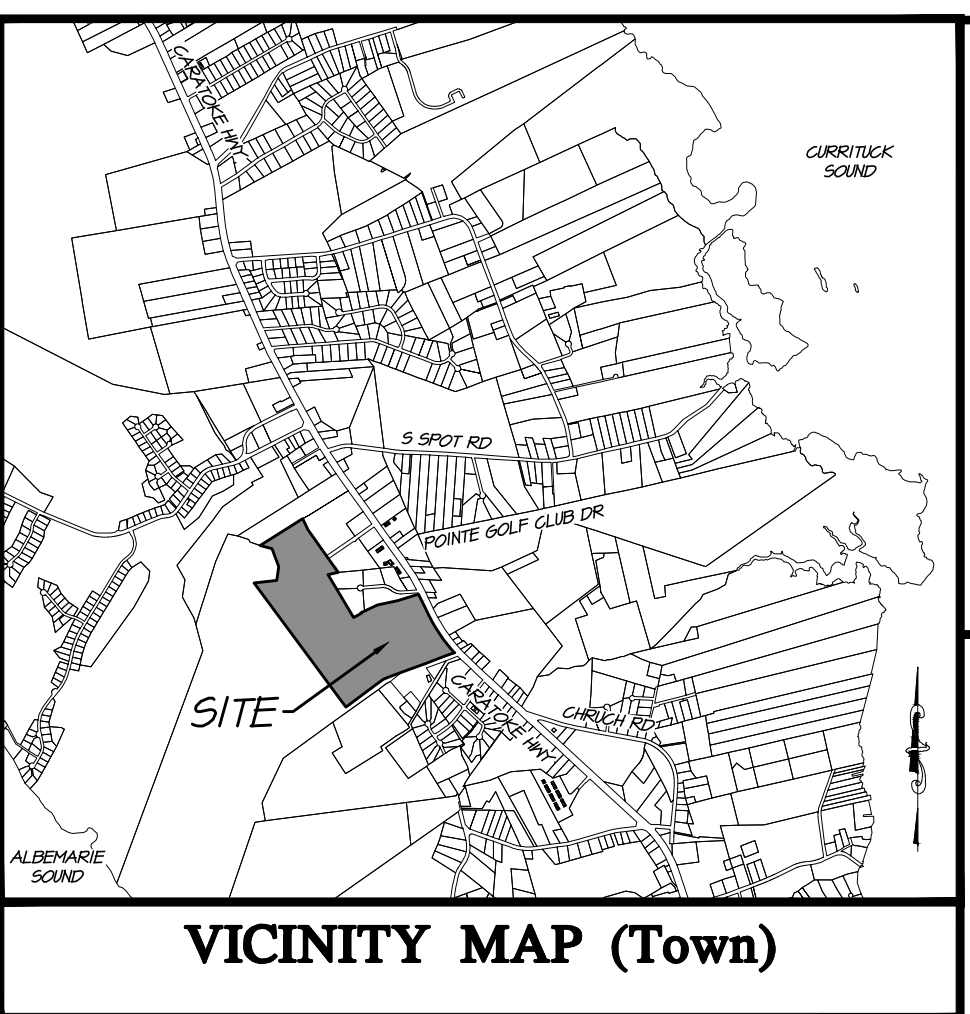 CARATOKE HWY
CURRITUCK
SOUND
S SPOT RD
POINTE GOLF CLUB DR
SITE
CARATOKE HWY
CHRUCH RD
ALBEMARIE
SOUND
VICINITY MAP (Town)